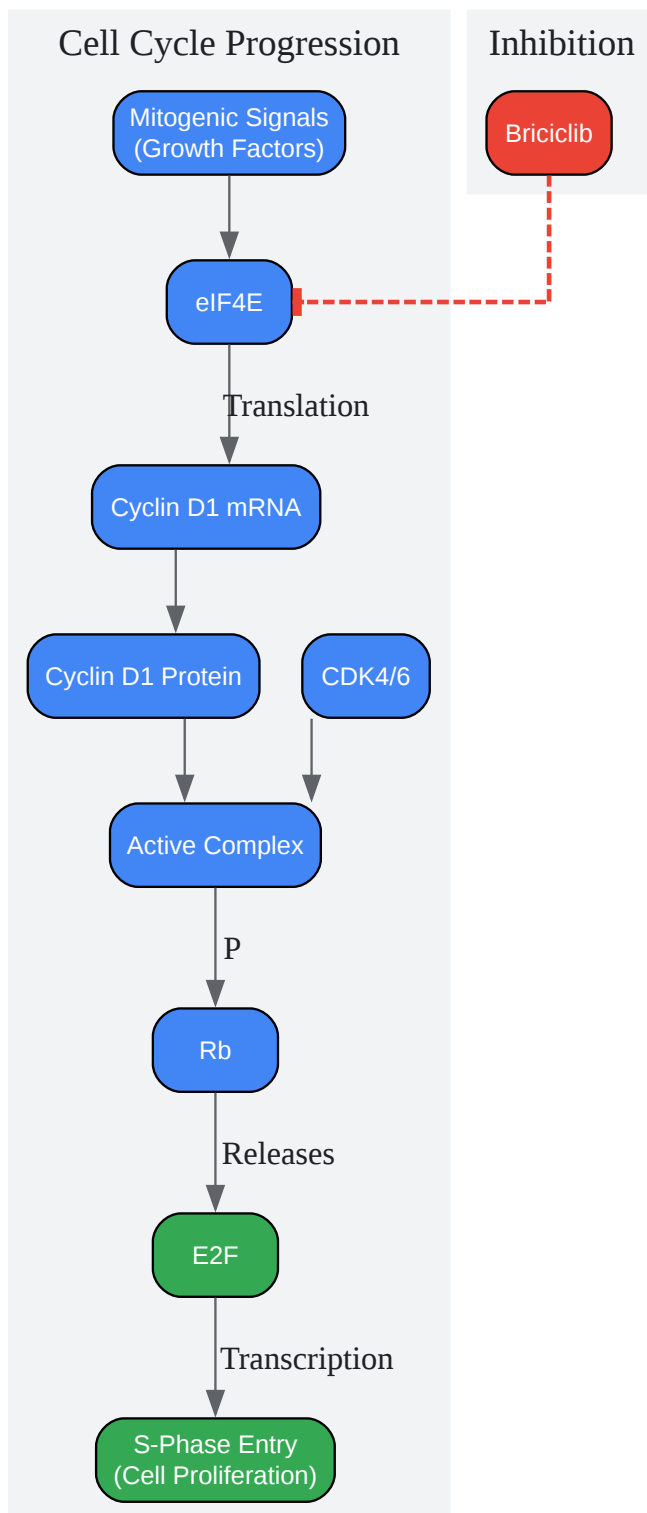 Cell Cycle Progression
Inhibition
Mitogenic Signals
(Growth Factors)
Briciclib
eIF4E
Translation
Cyclin D1 mRNA
Cyclin D1 Protein
CDK4/6
Active Complex
P
Rb
Releases
E2F
Transcription
S-Phase Entry
(Cell Proliferation)